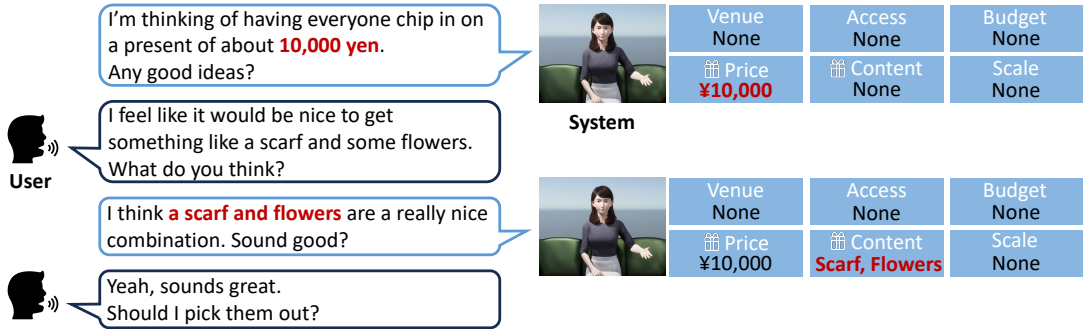 I'm thinking of having everyone chip in on
a present of about 10,000 yen.
Any good ideas?
Venue
None
Access
None
Budget
None
Price
¥10,000
Content
None
Scale
None
System
I feel like it would be nice to get
something like a scarf and some flowers.
What do you think?
User
I think a scarf and flowers are a really nice
combination. Sound good?
Venue
None
Access
None
Budget
None
Price
¥10,000
Content
Scarf, Flowers
Scale
None
Yeah, sounds great.
Should I pick them out?